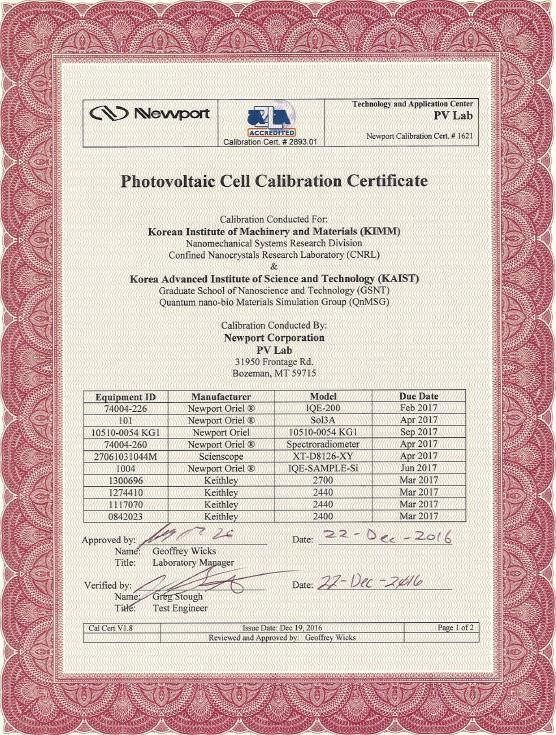 Newport
A2LA
ACCREDITED
Calibration Cert. # 2893.01
Technology and Application Center
PV Lab
Newport Calibration Cert. # 1621
Photovoltaic Cell Calibration Certificate
Calibration Conducted For:
Korean Institute of Machinery and Materials (KIMM)
Nanomechanical Systems Research Division
Confined Nanocrystals Research Laboratory (CNRL)
&
Korea Advanced Institute of Science and Technology (KAIST)
Graduate School of Nanoscience and Technology (GSNT)
Quantum nano-bio Materials Simulation Group (QnMSG)
Calibration Conducted By:
Newport Corporation
PV Lab
31950 Frontage Rd.
Bozeman, MT 59715
Equipment ID Manufacturer Model Due Date
74004-226 Newport Oriel ® IQE-200 Feb 2017
101 Newport Oriel ® Sol3A Apr 2017
10510-0054 KG1 Newport Oriel 10510-0054 KG1 Sep 2017
74004-260 Newport Oriel ® Spectroradiometer Apr 2017
27061031044M Scienscope XT-D8126-XY Apr 2017
1004 Newport Oriel ® IQE-SAMPLE-Si Jun 2017
1300696 Keithley 2700 Mar 2017
1274410 Keithley 2440 Mar 2017
1117070 Keithley 2440 Mar 2017
0842023 Keithley 2400 Mar 2017
Approved by: Date: 22-Dec-2016
Name: Geoffrey Wicks
Title: Laboratory Manager
Verified by: Date: 22-Dec-2016
Name: Greg Stough
Title: Test Engineer
Cal Cert V1.8 Issue Date: Dec 19, 2016 Page 1 of 2
Reviewed and Approved by: Geoffrey Wicks